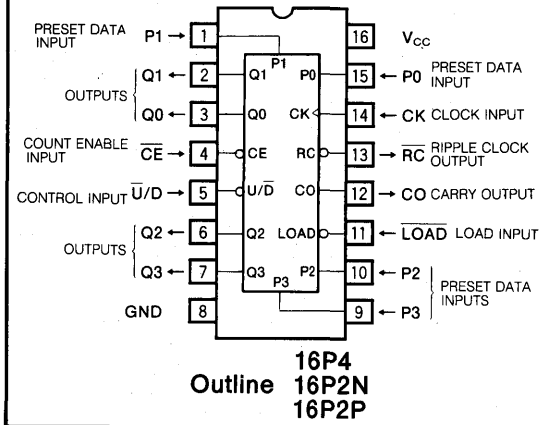 PRESET DATA
INPUT
P1 → 1
16 VCC
P1
OUTPUTS
Q1 ← 2 Q1
P0 15 ← P0 PRESET DATA
INPUT
Q0 ← 3 Q0
CK 14 ← CK CLOCK INPUT
COUNT ENABLE
INPUT
C̅E̅ → 4 CE
RC 13 → R̅C̅ RIPPLE CLOCK
OUTPUT
CONTROL INPUT U̅/D → 5 U/D̅
CO 12 → CO CARRY OUTPUT
OUTPUTS
Q2 ← 6 Q2
LOAD 11 ← L̅O̅A̅D̅ LOAD INPUT
Q3 ← 7 Q3
P2 10 ← P2
PRESET DATA
INPUTS
P3
GND 8
9 ← P3
16P4
Outline 16P2N
16P2P